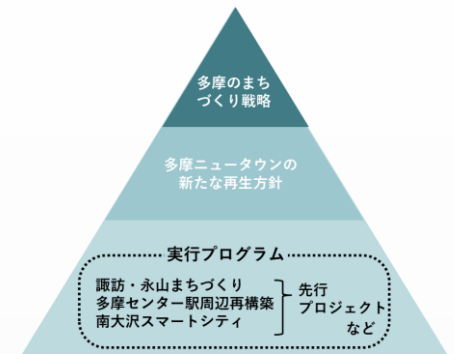 多摩のまち
づくり戦略
多摩ニュータウンの
新たな再生方針
実行プログラム
諏訪・永山まちづくり
多摩センター駅周辺再構築
南大沢スマートシティ
先行
プロジェクト
など